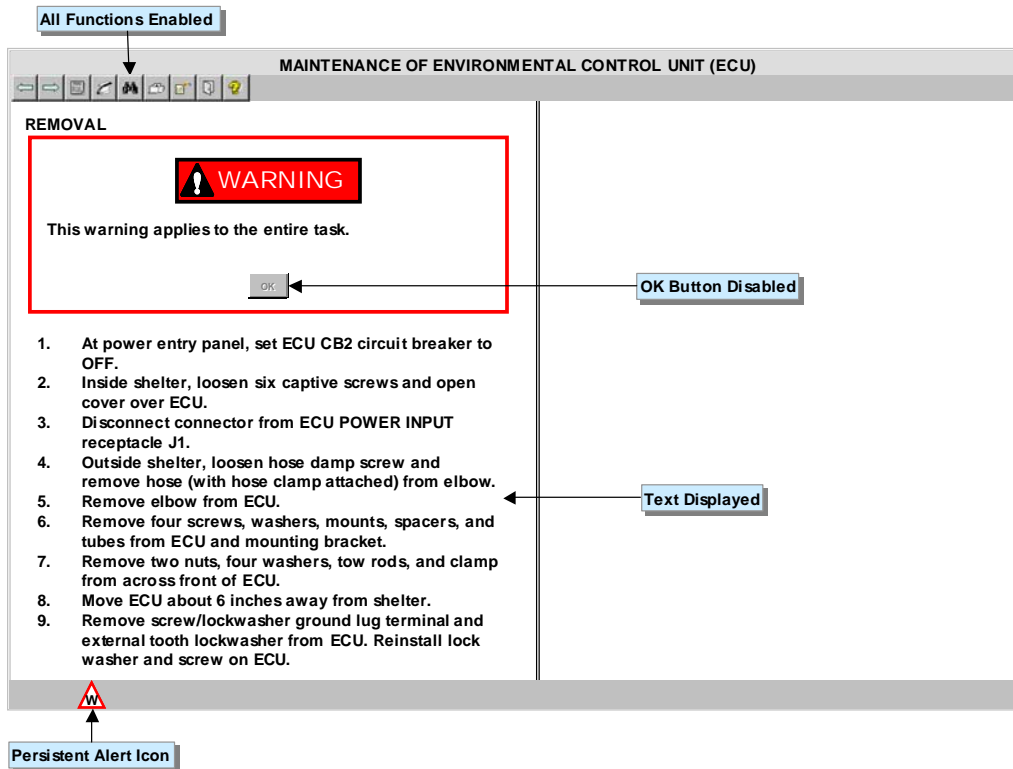 All Functions Enabled
MAINTENANCE OF ENVIRONMENTAL CONTROL UNIT (ECU)
REMOVAL
WARNING
This warning applies to the entire task.
OK
OK Button Disabled
1. At power entry panel, set ECU CB2 circuit breaker to
OFF.
2. Inside shelter, loosen six captive screws and open
cover over ECU.
3. Disconnect connector from ECU POWER INPUT
receptacle J1.
4. Outside shelter, loosen hose damp screw and
remove hose (with hose clamp attached) from elbow.
5. Remove elbow from ECU.
Text Displayed
6. Remove four screws, washers, mounts, spacers, and
tubes from ECU and mounting bracket.
7. Remove two nuts, four washers, tow rods, and clamp
from across front of ECU.
8. Move ECU about 6 inches away from shelter.
9. Remove screw/lockwasher ground lug terminal and
external tooth lockwasher from ECU. Reinstall lock
washer and screw on ECU.
W
Persistent Alert Icon